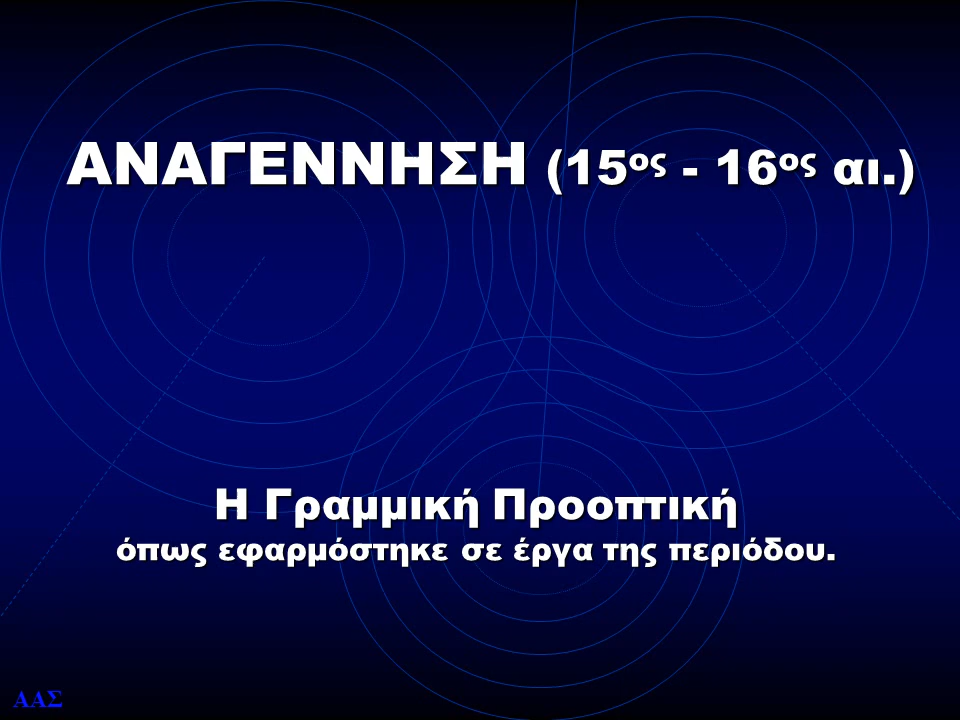 ΑΝΑΓΕΝΝΗΣΗ (15ος - 16ος αι.)
Η Γραμμική Προοπτική
όπως εφαρμόστηκε σε έργα της περιόδου.
ΑΑΣ